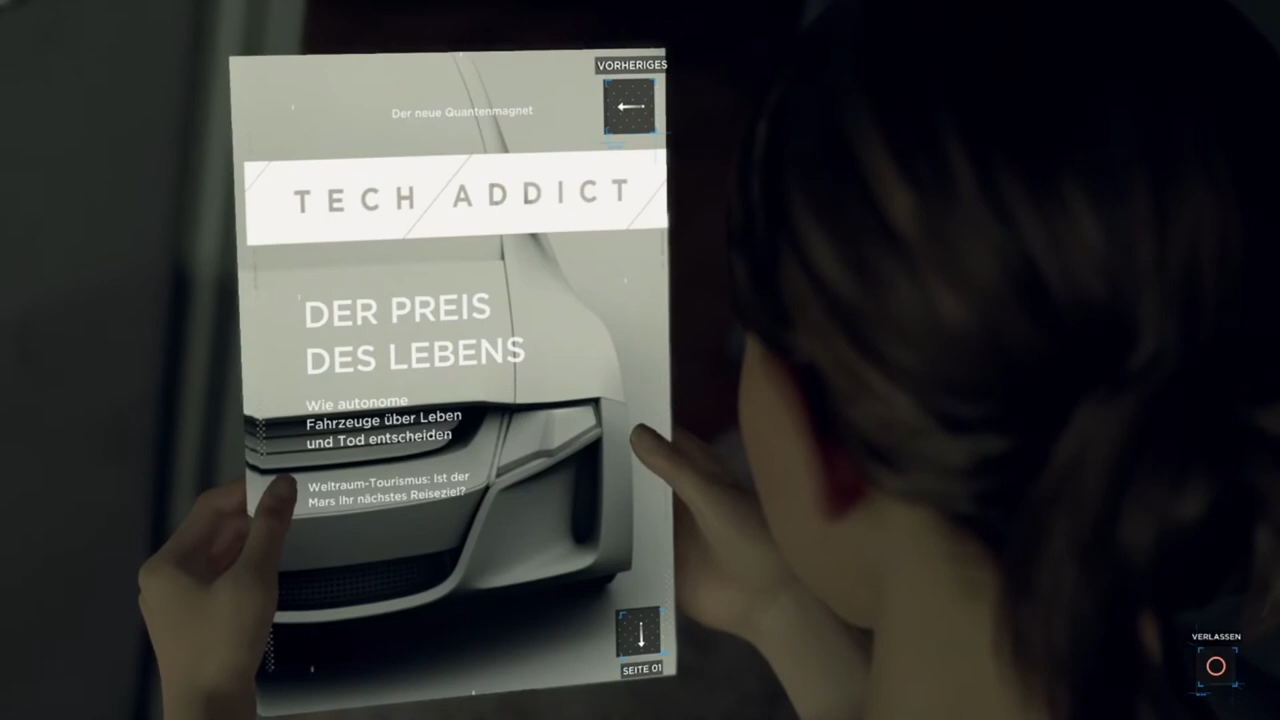 VORHERIGES
Der neue Quantenmagnet
TECH ADDICT
DER PREIS
DES LEBENS
Wie autonome
Fahrzeuge über Leben
und Tod entscheiden
Weltraum-Tourismus: Ist der
Mars Ihr nächstes Reiseziel?
SEITE 01
VERLASSEN